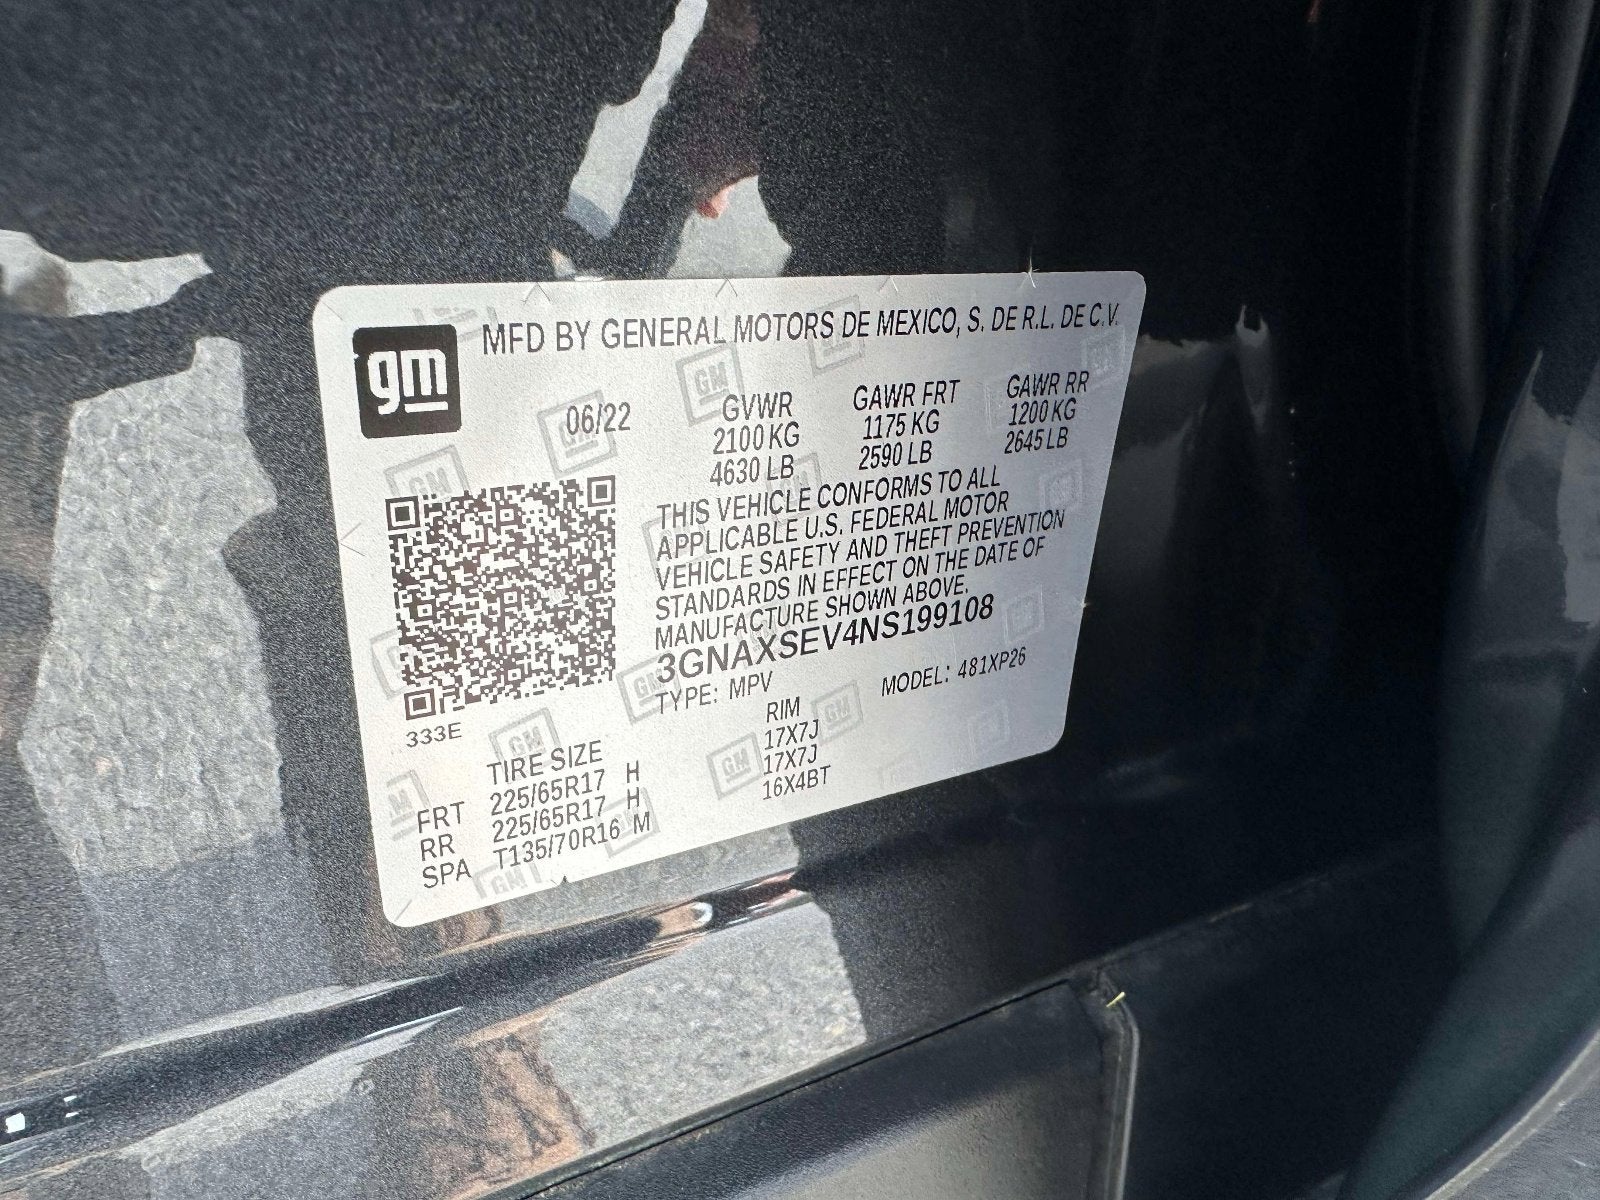 gm
MFD BY GENERAL MOTORS DE MEXICO, S. DE R.L. DE C.V.
06/22
GVWR GAWR FRT GAWR RR
2100 KG 1175 KG 1200 KG
4630 LB 2590 LB 2645 LB
THIS VEHICLE CONFORMS TO ALL
APPLICABLE U.S. FEDERAL MOTOR
VEHICLE SAFETY AND THEFT PREVENTION
STANDARDS IN EFFECT ON THE DATE OF
MANUFACTURE SHOWN ABOVE.
3GNAXSEV4NS199108
TYPE: MPV MODEL: 481XP26
333E
TIRE SIZE RIM
FRT 225/65R17 H 17X7J
RR 225/65R17 H 17X7J
SPA T135/70R16 M 16X4BT